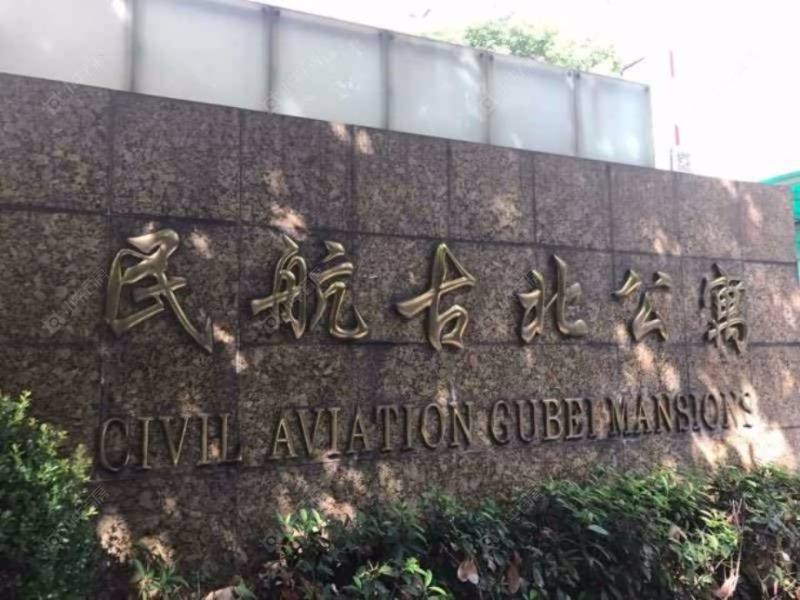 民航古北公寓
CIVIL AVIATION GUBEI MANSIONS